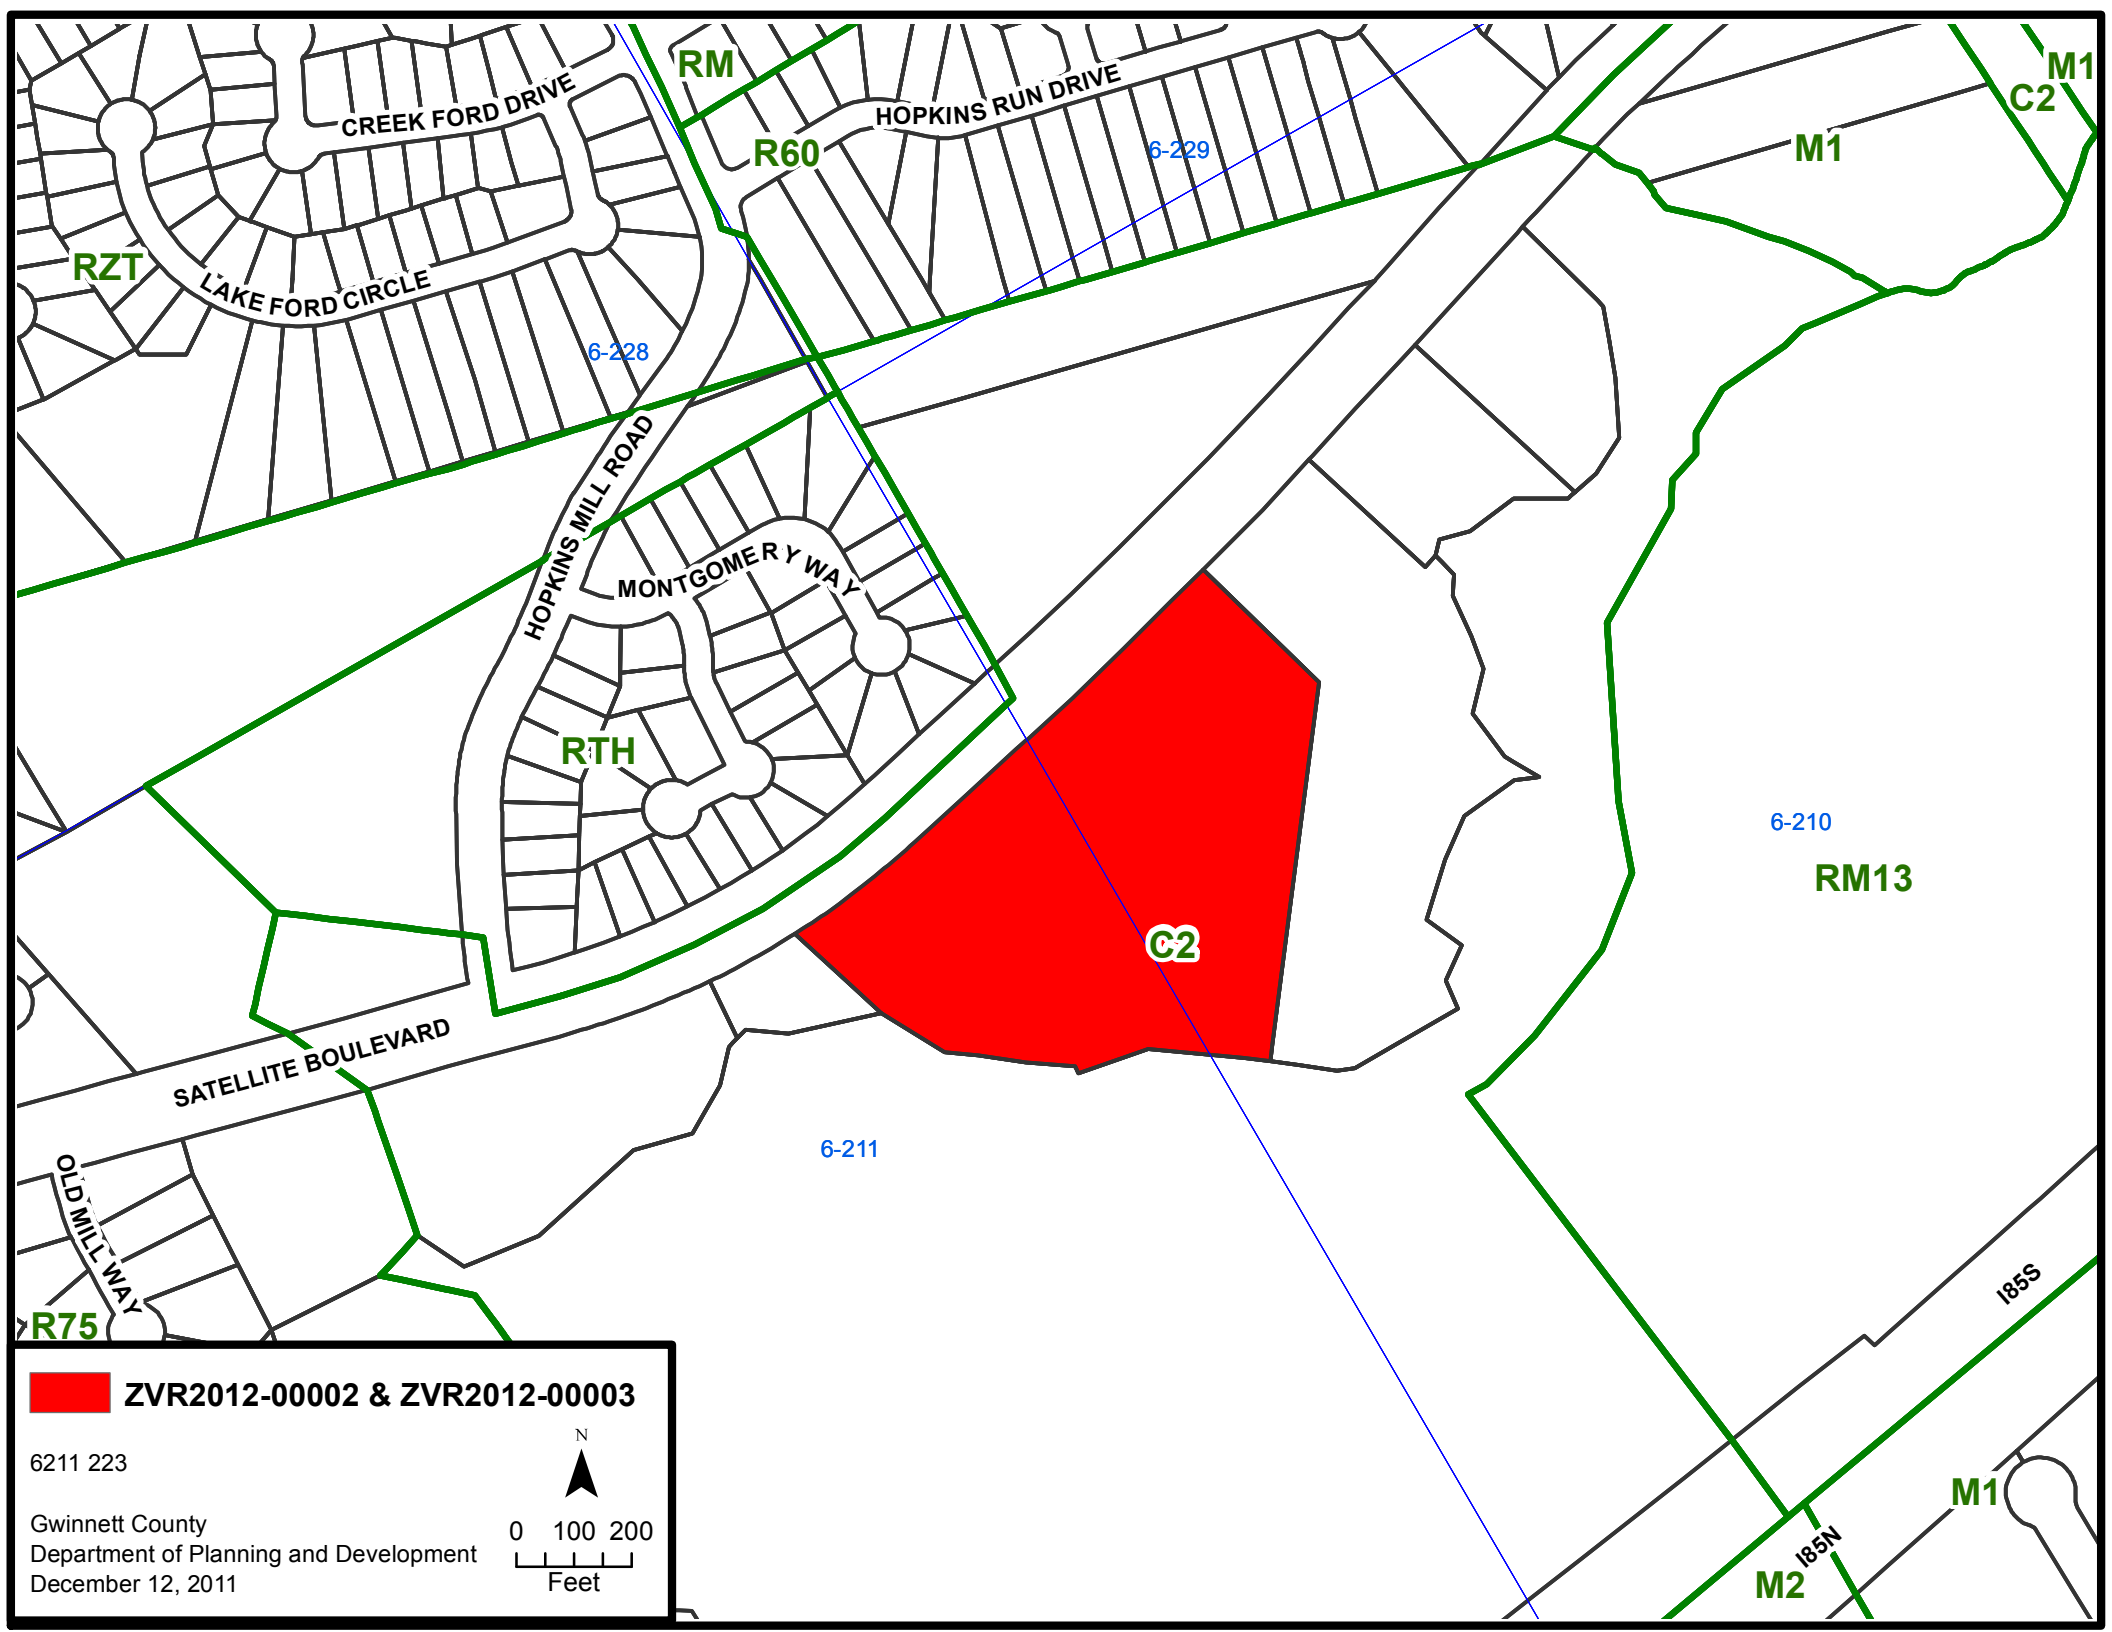 RM
M1
C2
CREEK FORD DRIVE
HOPKINS RUN DRIVE
R60
6-229
M1
RZT
LAKE FORD CIRCLE
6-228
HOPKINS MILL ROAD
MONTGOMERY WAY
RTH
6-210
RM13
C2
SATELLITE BOULEVARD
6-211
OLD MILL WAY
R75
I85S
M1
I85N
M2
ZVR2012-00002 & ZVR2012-00003
N
6211 223
Gwinnett County
Department of Planning and Development
December 12, 2011
0 100 200
Feet